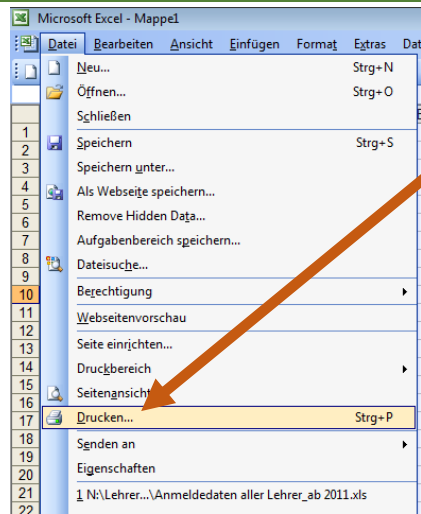 Microsoft Excel - Mappe1
Datei Bearbeiten Ansicht Einfügen Format Extras Dat
Neu... Strg+N
Öffnen... Strg+O
Schließen
1
2
Speichern Strg+S
3
Speichern unter...
4
Als Webseite speichern...
5
Remove Hidden Data...
6
7
Aufgabenbereich speichern...
8
Dateisuche...
9
10
Berechtigung
11
Webseitenvorschau
12
13
Seite einrichten...
14
Druckbereich
15
16
Seitenansicht
17
Drucken... Strg+P
18
Senden an
19
20
Eigenschaften
21
1 N:\Lehrer...\Anmeldedaten aller Lehrer_ab 2011.xls
22